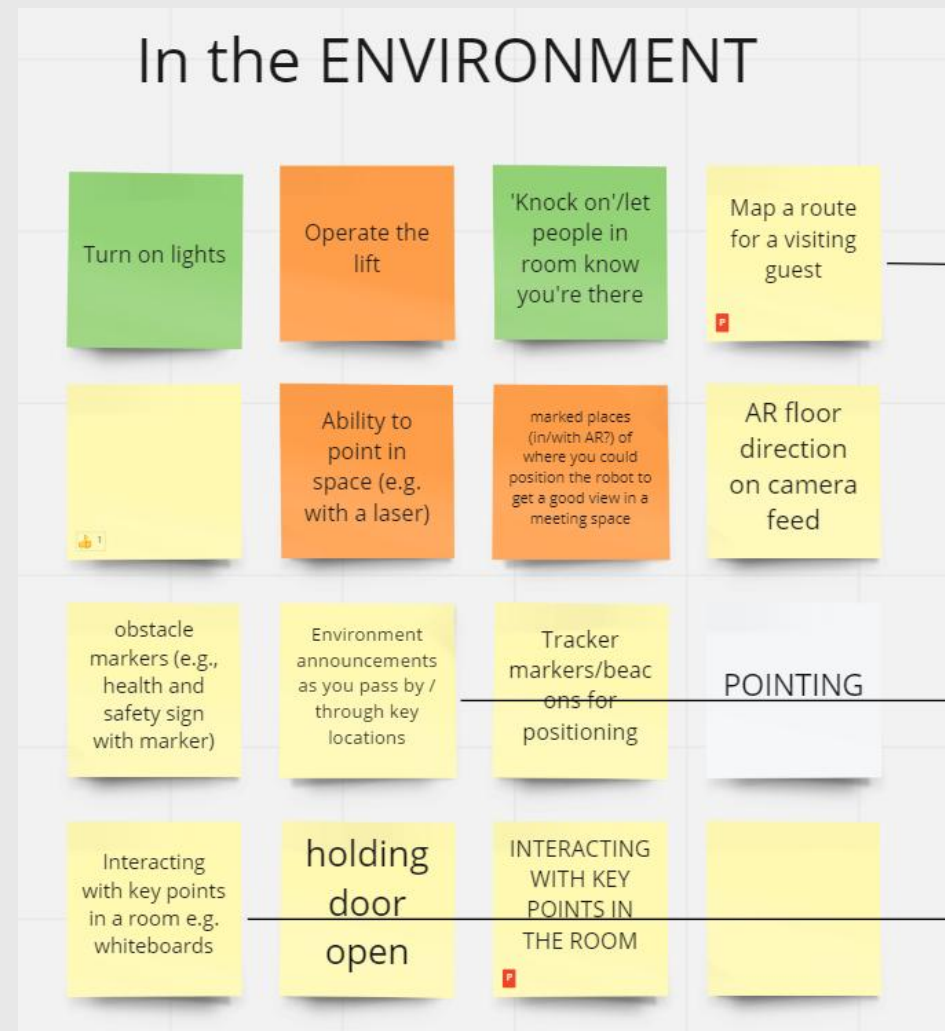 In the ENVIRONMENT
Turn on lights
Operate the
lift
'Knock on'/let
people in
room know
you're there
Map a route
for a visiting
guest
P
1
Ability to
point in
space (e.g.
with a laser)
marked places
(in/with AR?) of
where you could
position the robot to
get a good view in a
meeting space
AR floor
direction
on camera
feed
obstacle
markers (e.g.,
health and
safety sign
with marker)
Environment
announcements
as you pass by /
through key
locations
Tracker
markers/beac
ons for
positioning
POINTING
Interacting
with key points
in a room e.g.
whiteboards
holding
door
open
INTERACTING
WITH KEY
POINTS IN
THE ROOM
P